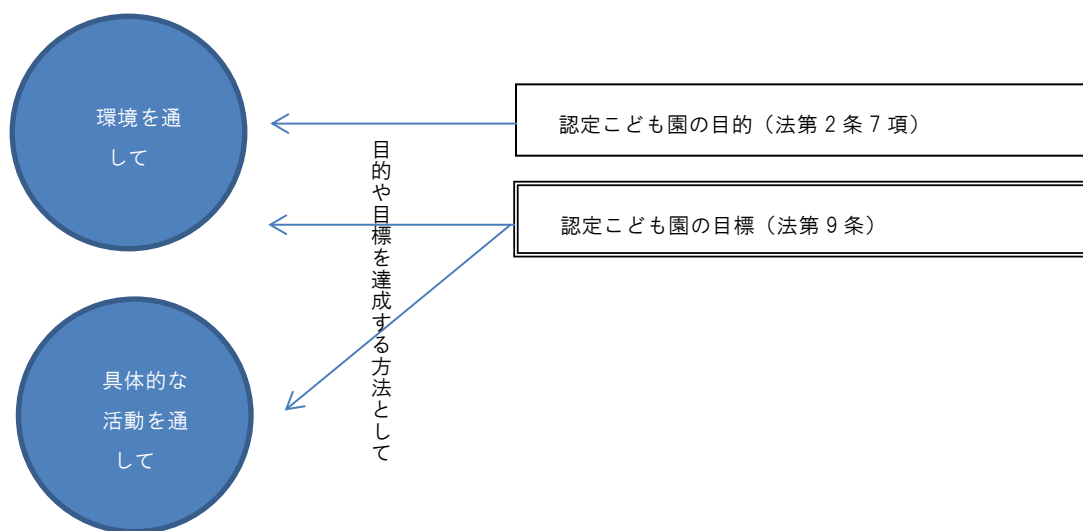 環境を通
して
認定こども園の目的（法第２条７項）
目的や目標を達成する方法として
認定こども園の目標（法第９条）
具体的な
活動を通
して